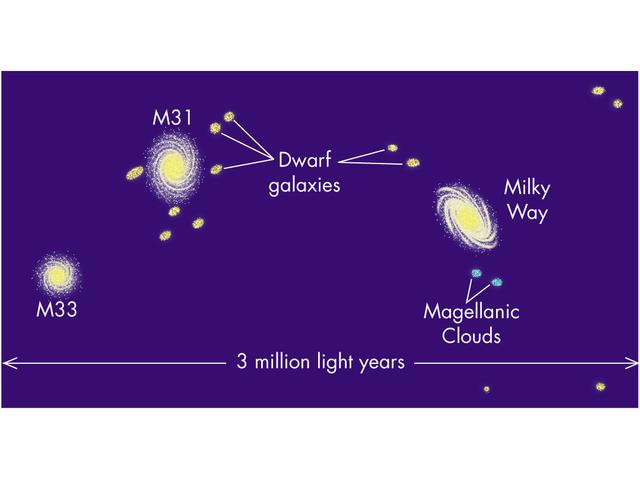 M31
Dwarf
galaxies
Milky
Way
M33
Magellanic
Clouds
3 million light years